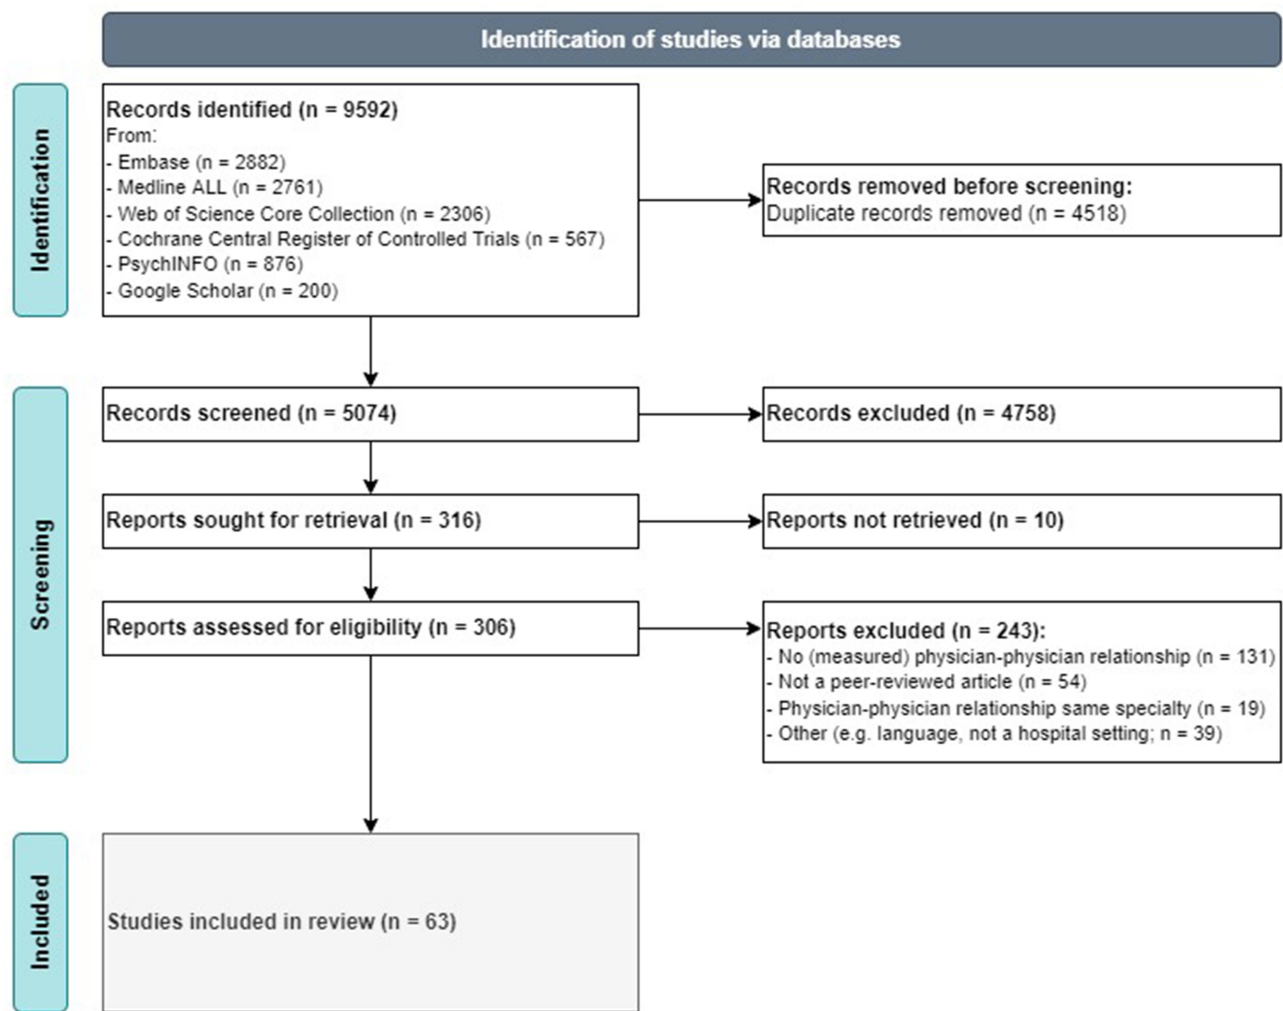 Identification of studies via databases
Identification
Records identified (n = 9592)
From:
- Embase (n = 2882)
- Medline ALL (n = 2761)
- Web of Science Core Collection (n = 2306)
- Cochrane Central Register of Controlled Trials (n = 567)
- PsychINFO (n = 876)
- Google Scholar (n = 200)
Records removed before screening:
Duplicate records removed (n = 4518)
Screening
Records screened (n = 5074)
Records excluded (n = 4758)
Reports sought for retrieval (n = 316)
Reports not retrieved (n = 10)
Reports assessed for eligibility (n = 306)
Reports excluded (n = 243):
- No (measured) physician-physician relationship (n = 131)
- Not a peer-reviewed article (n = 54)
- Physician-physician relationship same specialty (n = 19)
- Other (e.g. language, not a hospital setting; n = 39)
Included
Studies included in review (n = 63)